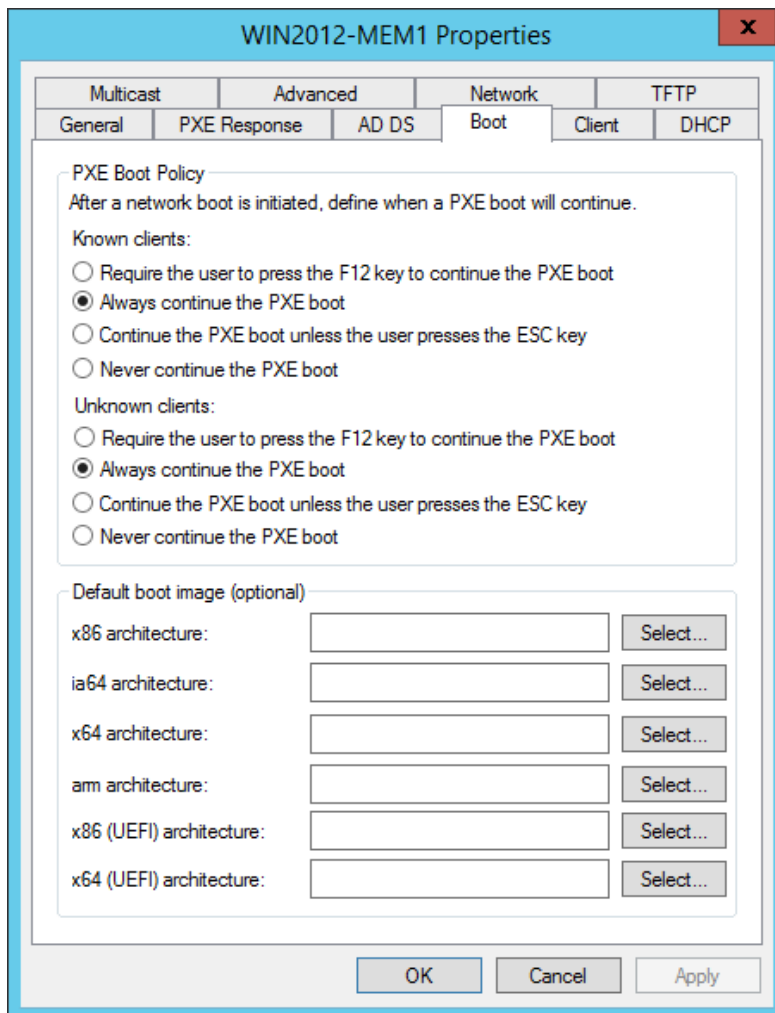 WIN2012-MEM1 Properties
x
Multicast Advanced Network TFTP
General PXE Response AD DS Boot Client DHCP
PXE Boot Policy
After a network boot is initiated, define when a PXE boot will continue.
Known clients:
Require the user to press the F12 key to continue the PXE boot
Always continue the PXE boot
Continue the PXE boot unless the user presses the ESC key
Never continue the PXE boot
Unknown clients:
Require the user to press the F12 key to continue the PXE boot
Always continue the PXE boot
Continue the PXE boot unless the user presses the ESC key
Never continue the PXE boot
Default boot image (optional)
x86 architecture: Select...
ia64 architecture: Select...
x64 architecture: Select...
arm architecture: Select...
x86 (UEFI) architecture: Select...
x64 (UEFI) architecture: Select...
OK Cancel Apply